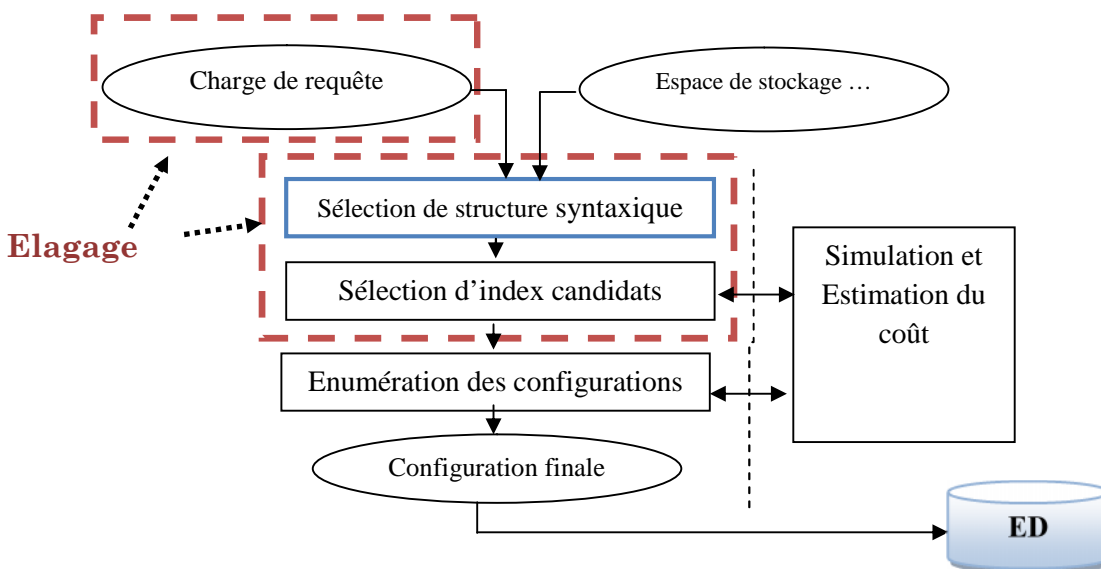 Charge de requête
Espace de stockage …
Elagage
Sélection de structure syntaxique
Sélection d’index candidats
Simulation et
Estimation du
coût
Enumération des configurations
Configuration finale
ED